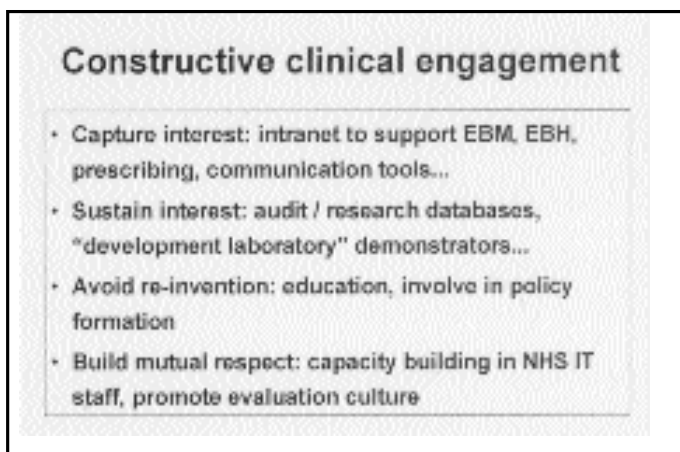 Constructive clinical engagement
• Capture interest: intranet to support EBM, EBH,
prescribing, communication tools...
• Sustain interest: audit / research databases,
"development laboratory" demonstrators...
• Avoid re-invention: education, involve in policy
formation
• Build mutual respect: capacity building in NHS IT
staff, promote evaluation culture